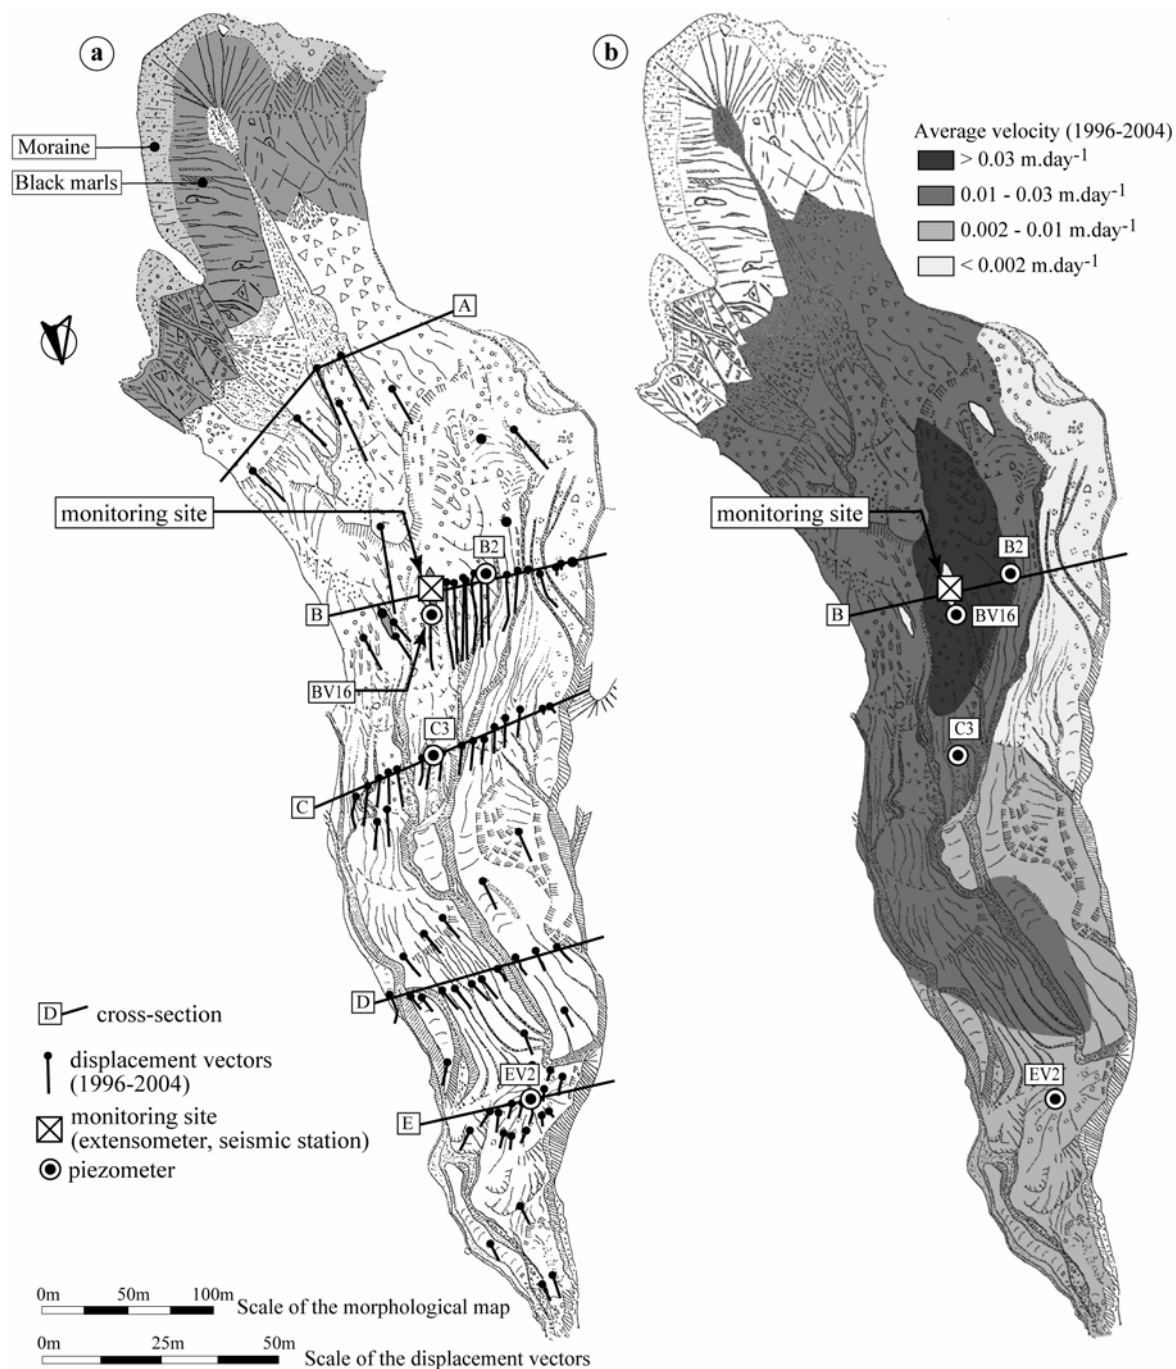 a
Moraine
Black marls
A
monitoring site
B2
B
BV16
C3
C
D
cross-section
D
displacement vectors
(1996-2004)
monitoring site
(extensometer, seismic station)
piezometer
EV2
E
0m 50m 100m
Scale of the morphological map
0m 25m 50m
Scale of the displacement vectors
b
Average velocity (1996-2004)
> 0.03 m.day-1
0.01 - 0.03 m.day-1
0.002 - 0.01 m.day-1
< 0.002 m.day-1
monitoring site
B2
B
BV16
C3
EV2